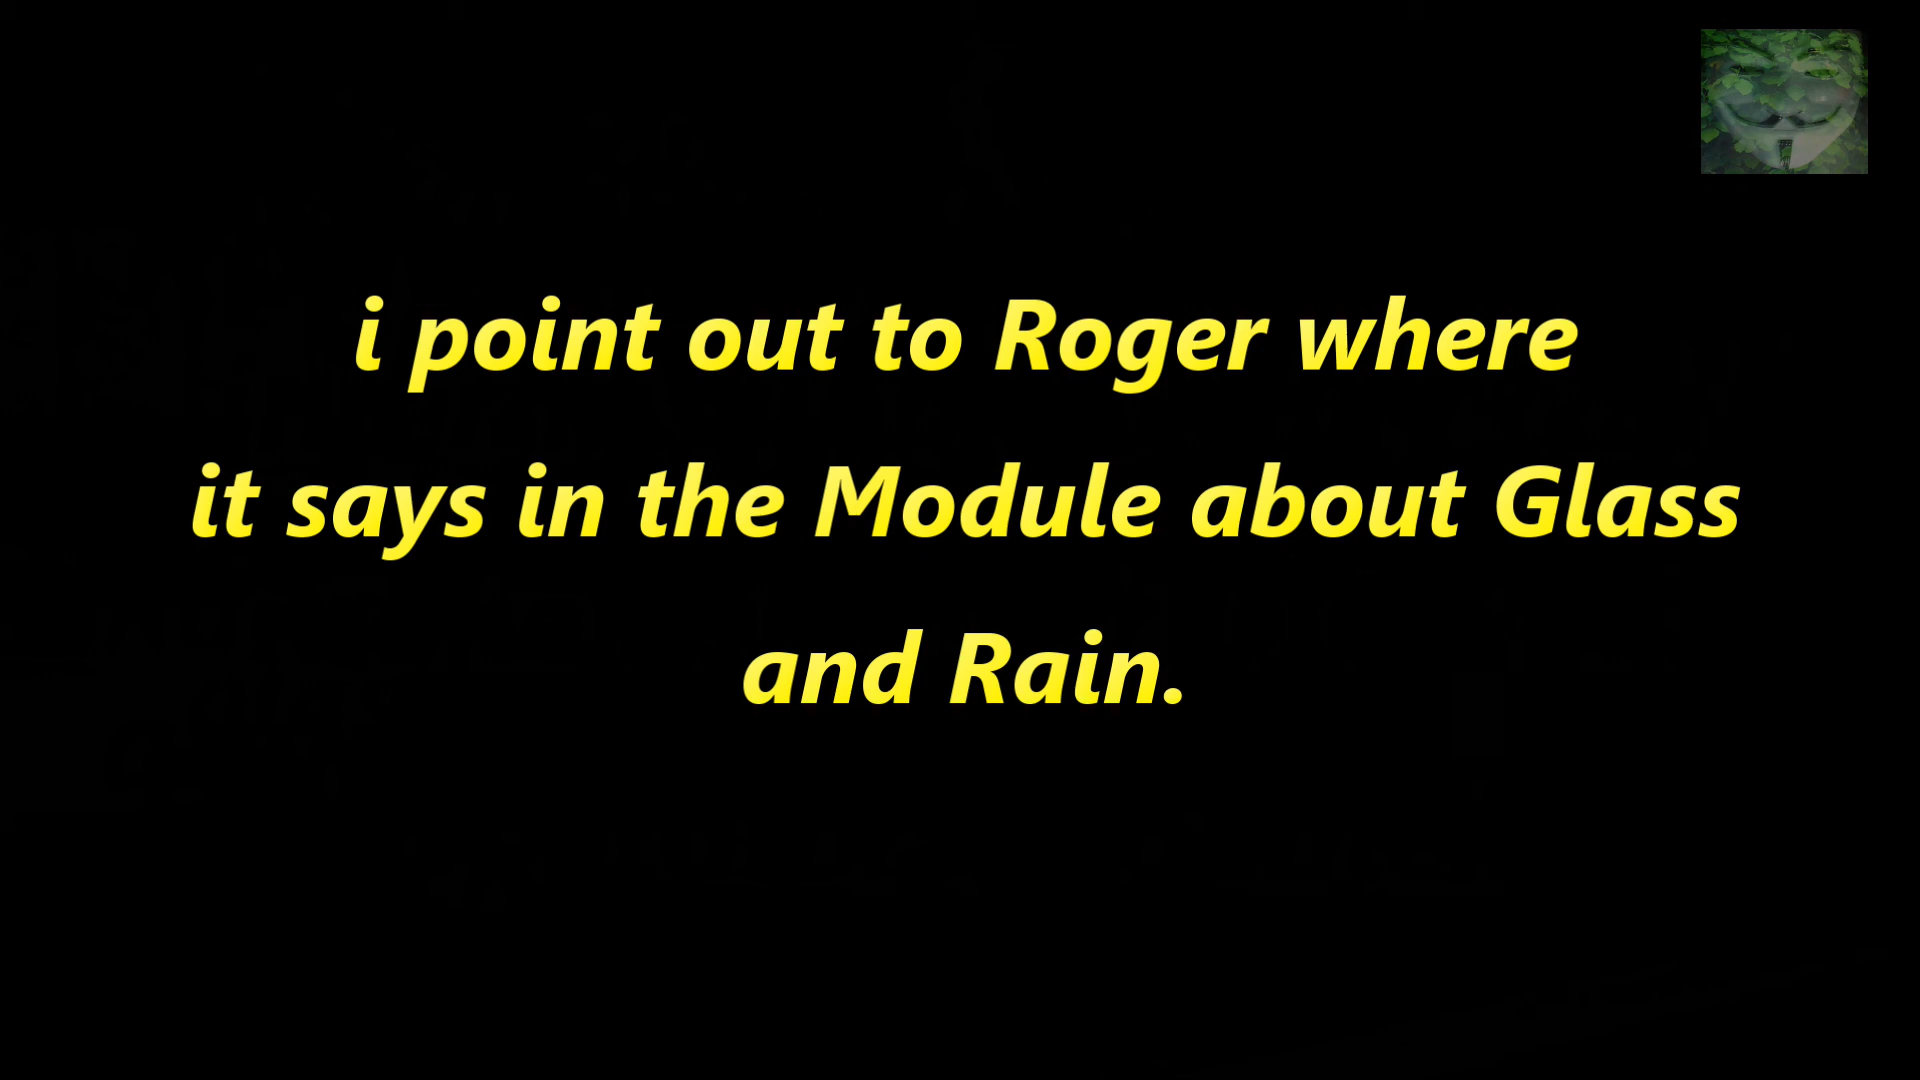 i point out to Roger where
it says in the Module about Glass
and Rain.